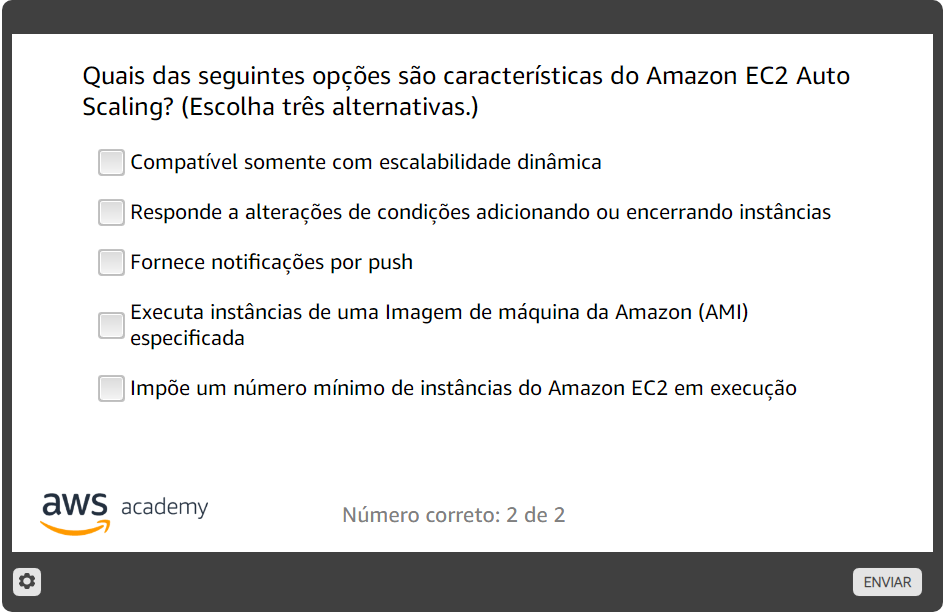 Quais das seguintes opções são características do Amazon EC2 Auto
Scaling? (Escolha três alternativas.)
Compatível somente com escalabilidade dinâmica
Responde a alterações de condições adicionando ou encerrando instâncias
Fornece notificações por push
Executa instâncias de uma Imagem de máquina da Amazon (AMI)
especificada
Impõe um número mínimo de instâncias do Amazon EC2 em execução
aws academy
Número correto: 2 de 2
ENVIAR